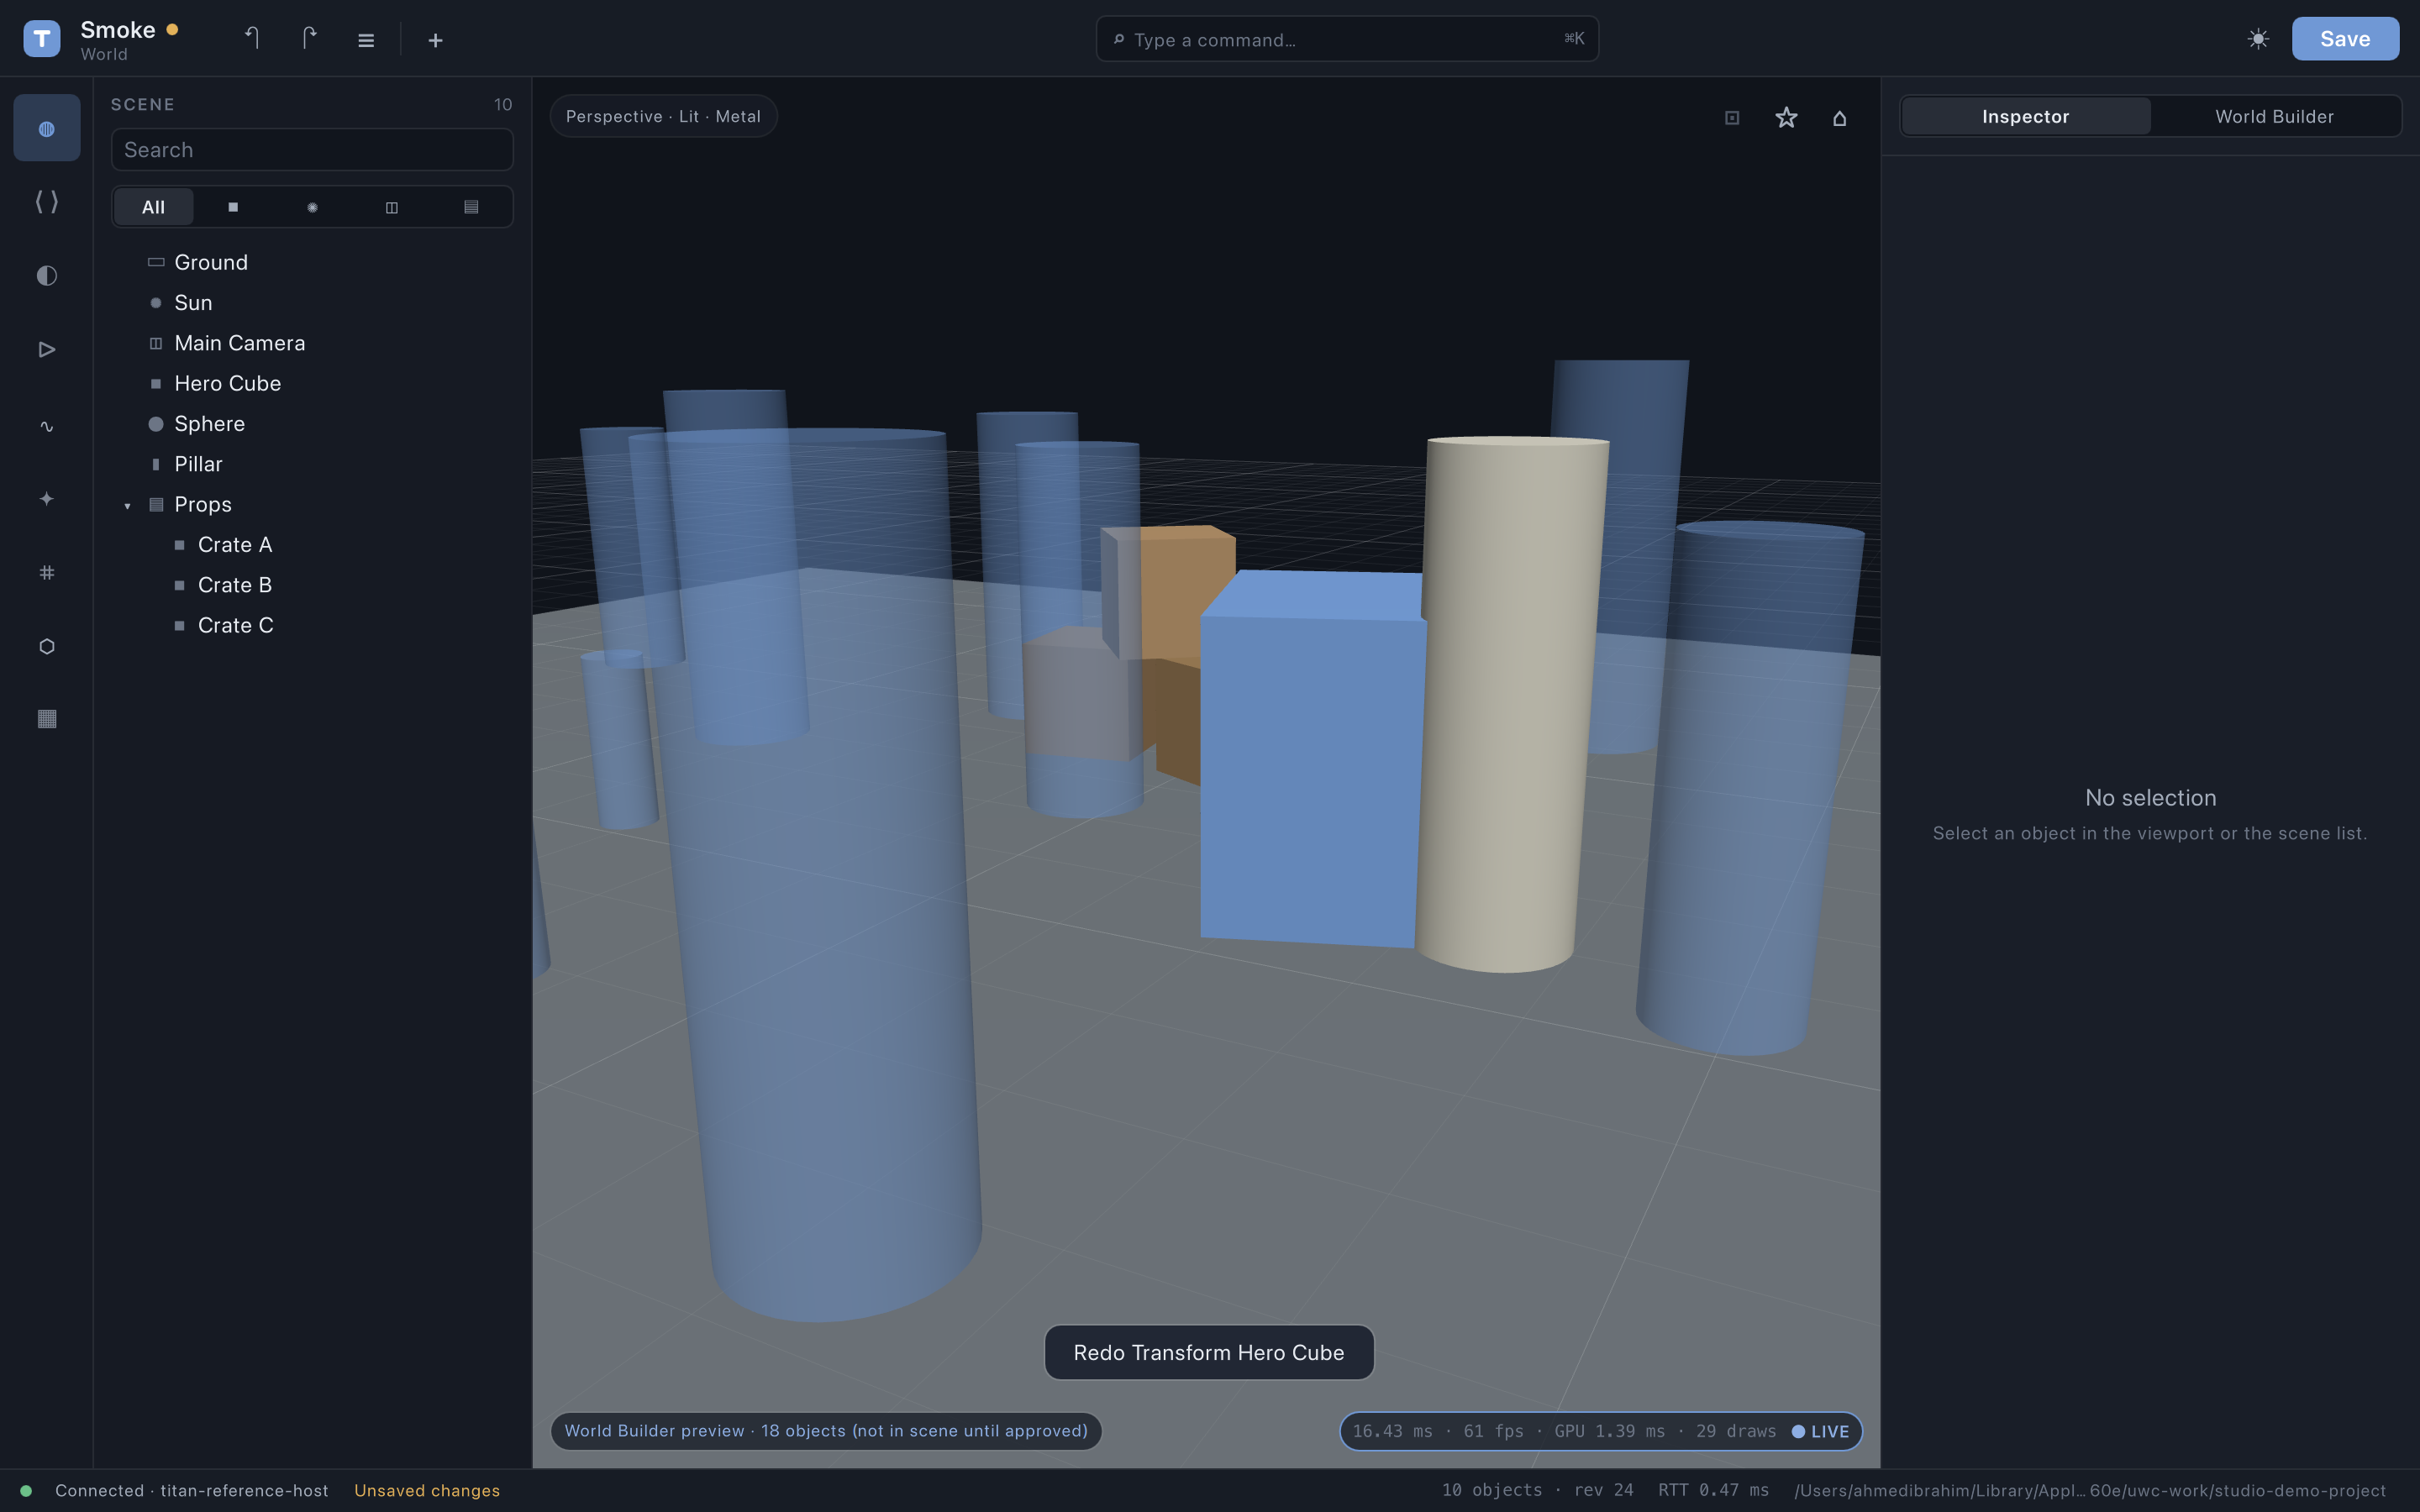 T
Smoke
World
Type a command…
⌘K
Save
SCENE
10
Search
All
Ground
Sun
Main Camera
Hero Cube
Sphere
Pillar
Props
Crate A
Crate B
Crate C
Perspective · Lit · Metal
Inspector
World Builder
No selection
Select an object in the viewport or the scene list.
Redo Transform Hero Cube
World Builder preview · 18 objects (not in scene until approved)
16.43 ms · 61 fps · GPU 1.39 ms · 29 draws
LIVE
Connected · titan-reference-host
Unsaved changes
10 objects · rev 24
RTT 0.47 ms
/Users/ahmedibrahim/Library/Appl…60e/uwc-work/studio-demo-project